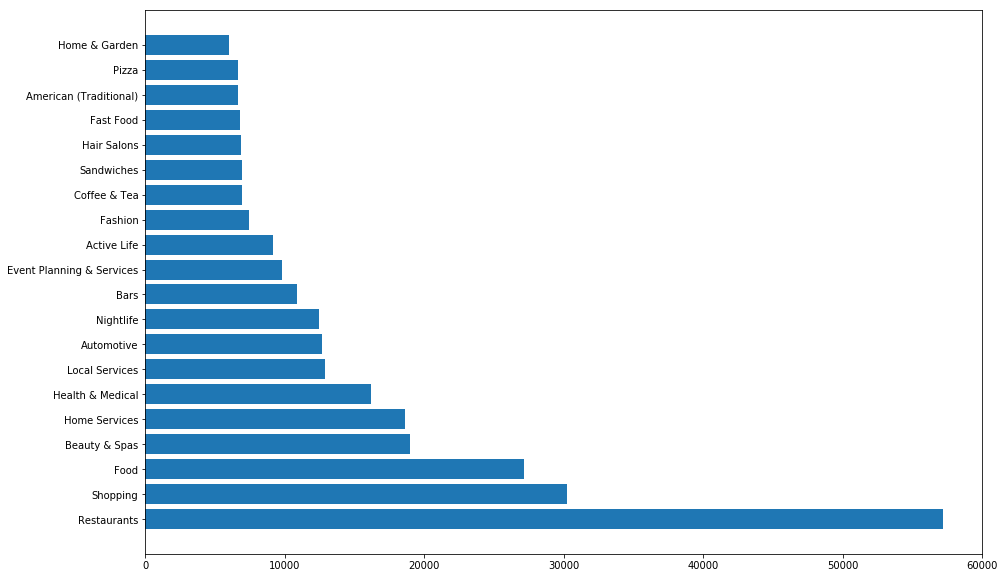 Home & Garden
Pizza
American (Traditional)
Fast Food
Hair Salons
Sandwiches
Coffee & Tea
Fashion
Active Life
Event Planning & Services
Bars
Nightlife
Automotive
Local Services
Health & Medical
Home Services
Beauty & Spas
Food
Shopping
Restaurants
0 10000 20000 30000 40000 50000 60000